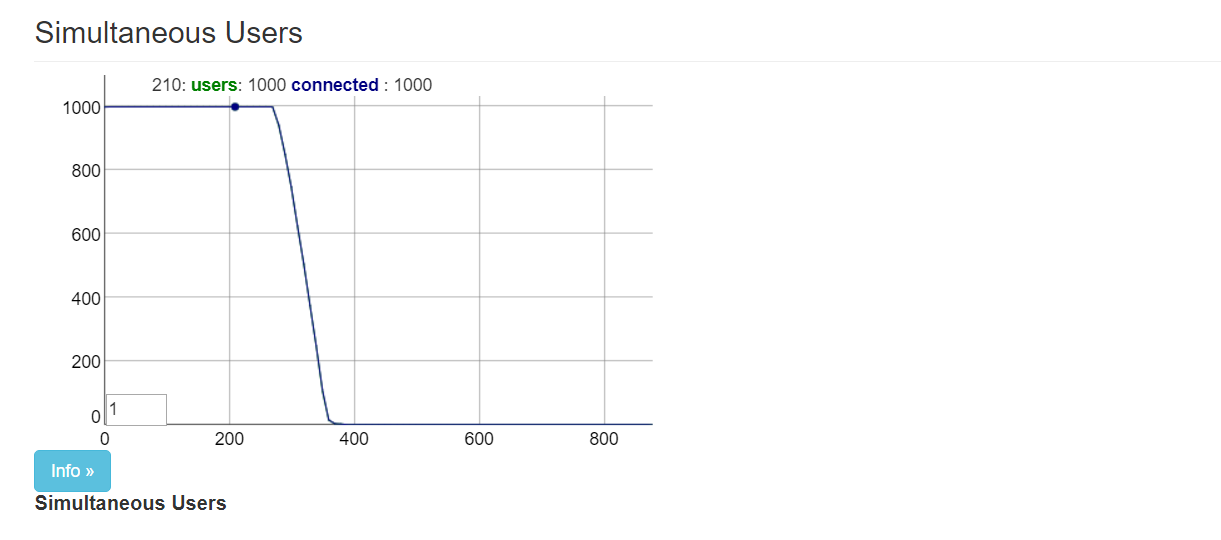 Simultaneous Users
210: users: 1000 connected : 1000
1000
800
600
400
200
0
1
0 200 400 600 800
Info »
Simultaneous Users